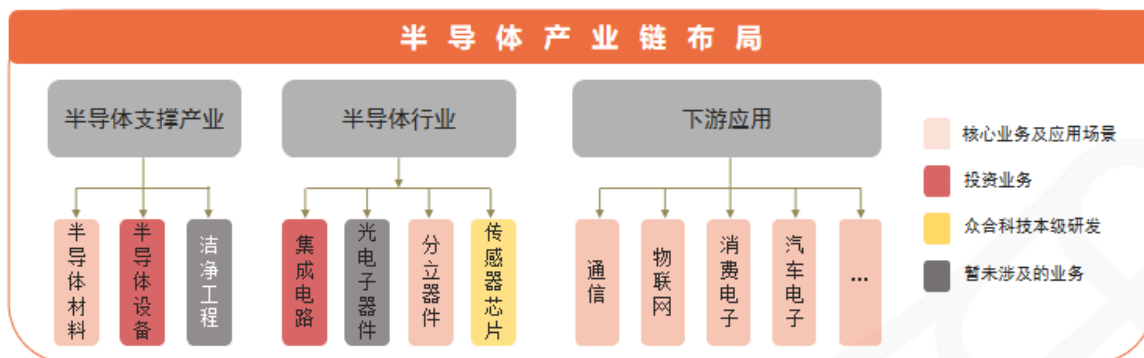 半导体产业链布局
半导体支撑产业
半导体行业
下游应用
半导体材料
半导体设备
洁净工程
集成电路
光电子器件
分立器件
传感器芯片
通信
物联网
消费电子
汽车电子
...
核心业务及应用场景
投资业务
众合科技本级研发
暂未涉及的业务